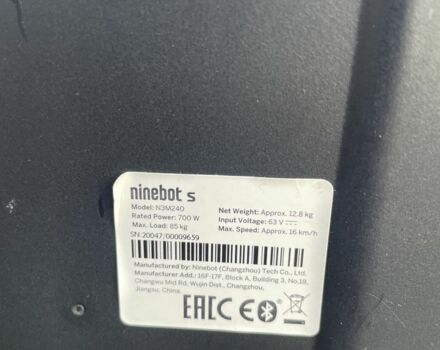 ninebot s
Model: N3M240
Rated Power: 700 W
Max. Load: 85 kg
SN:20047/00009659
Net Weight: Approx. 12.8 kg
Input Voltage: 63 V ⎓
Max. Speed: Approx. 16 km/h
Manufactured by: Ninebot (Changzhou) Tech Co., Ltd.
Manufacturer Add.: 16F-17F, Block A, Building 3, No.18,
Changwu Mid Rd, Wujin Dist., Changzhou,
Jiangsu, China.
EAC CE